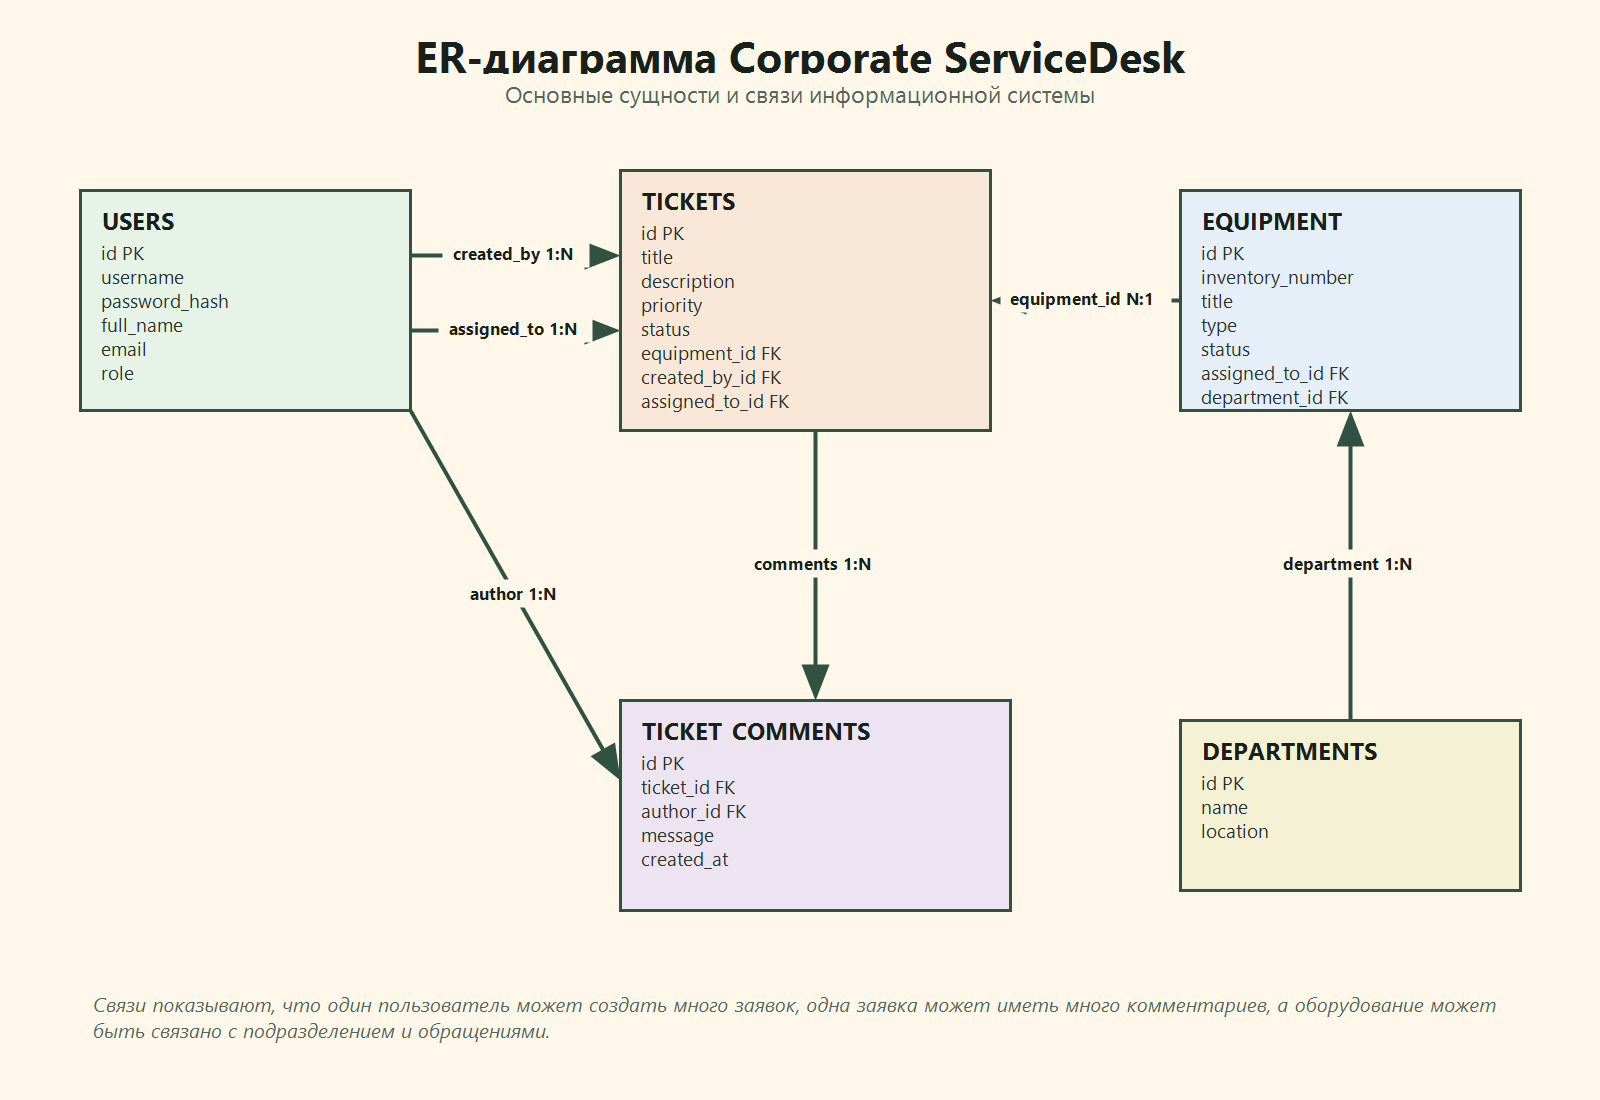 ER-диаграмма Corporate ServiceDesk
Основные сущности и связи информационной системы
USERS
id PK
username
password_hash
full_name
email
role
created_by 1:N
assigned_to 1:N
TICKETS
id PK
title
description
priority
status
equipment_id FK
created_by_id FK
assigned_to_id FK
equipment_id N:1
EQUIPMENT
id PK
inventory_number
title
type
status
assigned_to_id FK
department_id FK
author 1:N
comments 1:N
department 1:N
TICKET COMMENTS
id PK
ticket_id FK
author_id FK
message
created_at
DEPARTMENTS
id PK
name
location
Связи показывают, что один пользователь может создать много заявок, одна заявка может иметь много комментариев, а оборудование может
быть связано с подразделением и обращениями.